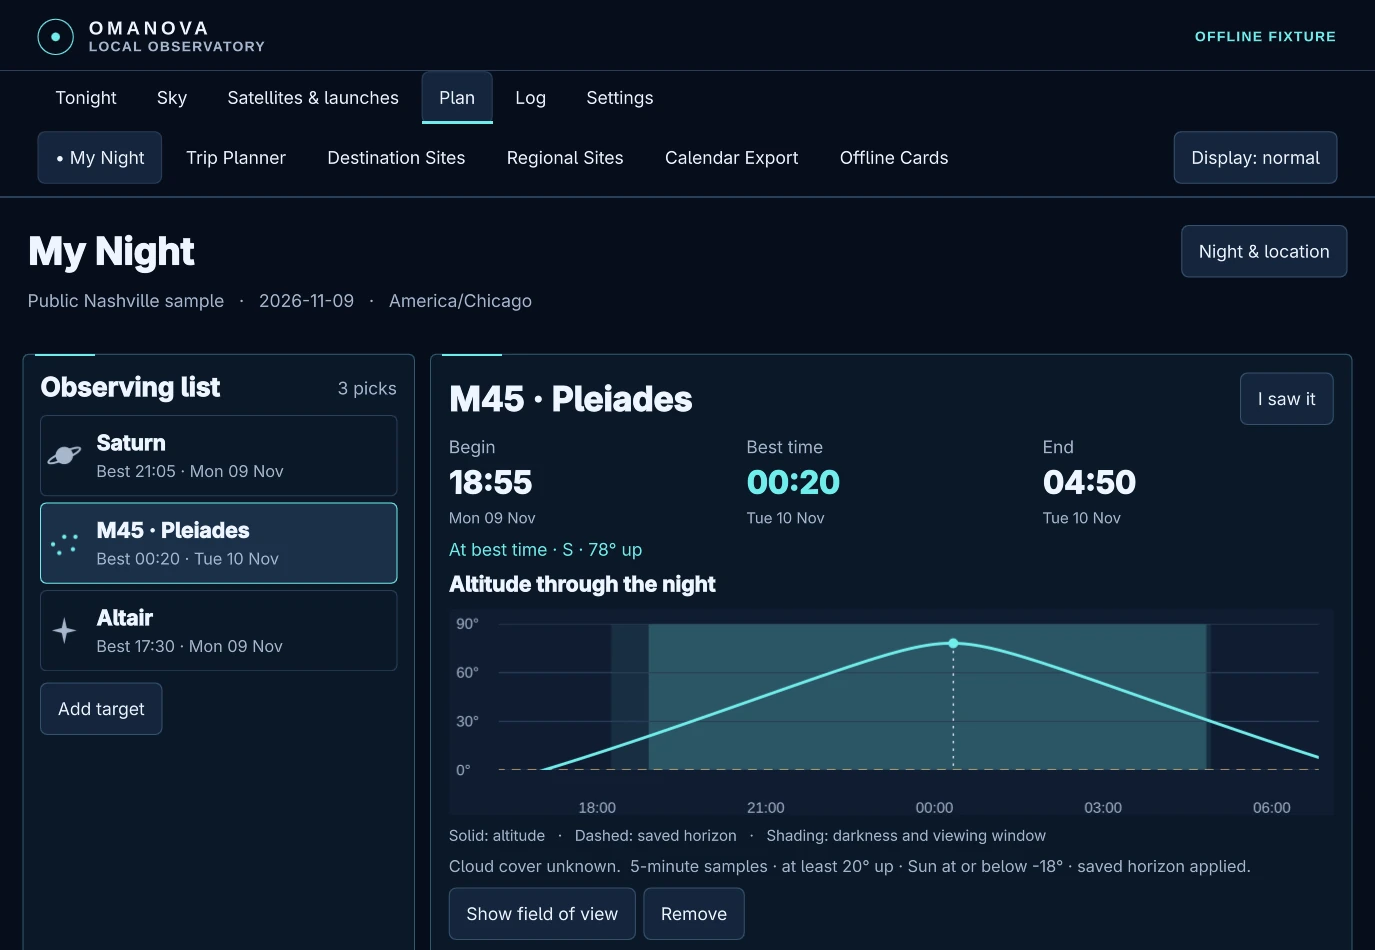 OMANOVA
LOCAL OBSERVATORY
OFFLINE FIXTURE
Tonight
Sky
Satellites & launches
Plan
Log
Settings
• My Night
Trip Planner
Destination Sites
Regional Sites
Calendar Export
Offline Cards
Display: normal
My Night
Night & location
Public Nashville sample · 2026-11-09 · America/Chicago
Observing list
3 picks
Saturn
Best 21:05 · Mon 09 Nov
M45 · Pleiades
Best 00:20 · Tue 10 Nov
Altair
Best 17:30 · Mon 09 Nov
Add target
M45 · Pleiades
I saw it
Begin
18:55
Mon 09 Nov
Best time
00:20
Tue 10 Nov
End
04:50
Tue 10 Nov
At best time · S · 78° up
Altitude through the night
90°
60°
30°
0°
18:00
21:00
00:00
03:00
06:00
Solid: altitude · Dashed: saved horizon · Shading: darkness and viewing window
Cloud cover unknown. 5-minute samples · at least 20° up · Sun at or below -18° · saved horizon applied.
Show field of view
Remove